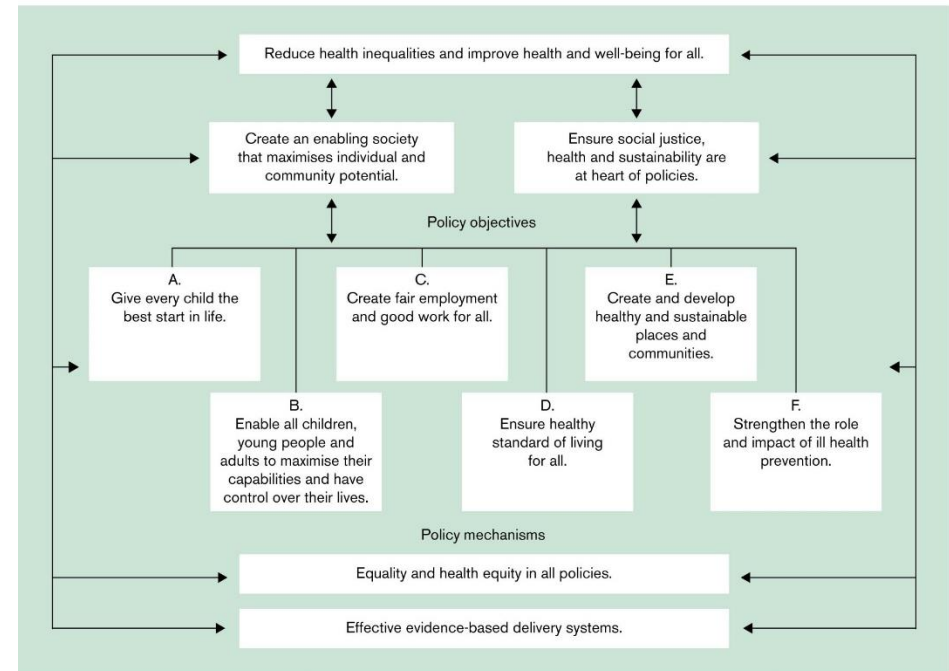 Reduce health inequalities and improve health and well-being for all.
Create an enabling society
that maximises individual and
community potential.
Ensure social justice,
health and sustainability are
at heart of policies.
Policy objectives
A.
Give every child the
best start in life.
C.
Create fair employment
and good work for all.
E.
Create and develop
healthy and sustainable
places and
communities.
B.
Enable all children,
young people and
adults to maximise their
capabilities and have
control over their lives.
D.
Ensure healthy
standard of living
for all.
F.
Strengthen the role
and impact of ill health
prevention.
Policy mechanisms
Equality and health equity in all policies.
Effective evidence-based delivery systems.